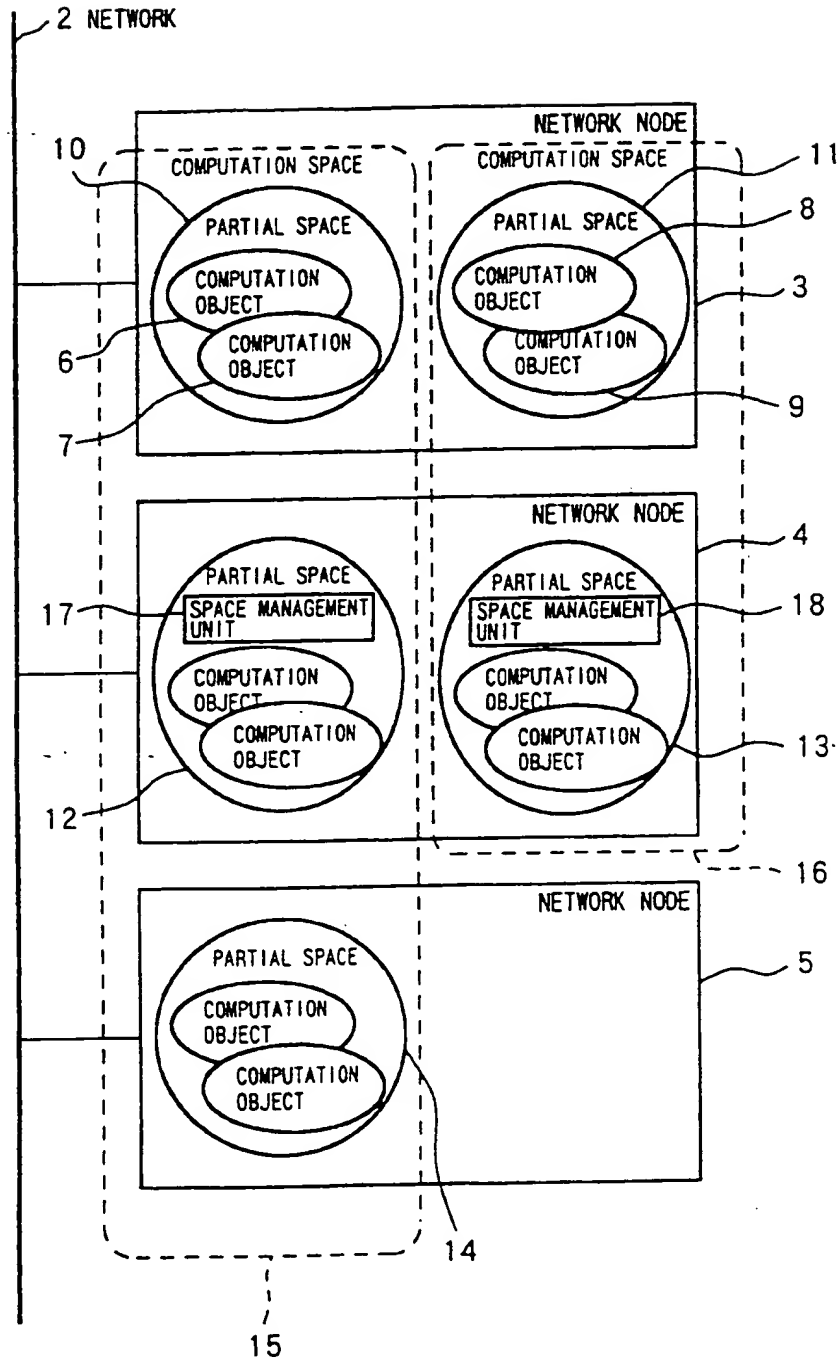 2 NETWORK
NETWORK NODE
10
COMPUTATION SPACE
COMPUTATION SPACE
11
PARTIAL SPACE
PARTIAL SPACE
8
COMPUTATION
OBJECT
COMPUTATION
OBJECT
3
6
COMPUTATION
OBJECT
COMPUTATION
OBJECT
7
9
NETWORK NODE
4
PARTIAL SPACE
PARTIAL SPACE
17
SPACE MANAGEMENT
UNIT
SPACE MANAGEMENT
UNIT
18
COMPUTATION
OBJECT
COMPUTATION
OBJECT
COMPUTATION
OBJECT
COMPUTATION
OBJECT
13
12
16
NETWORK NODE
PARTIAL SPACE
5
COMPUTATION
OBJECT
COMPUTATION
OBJECT
14
15